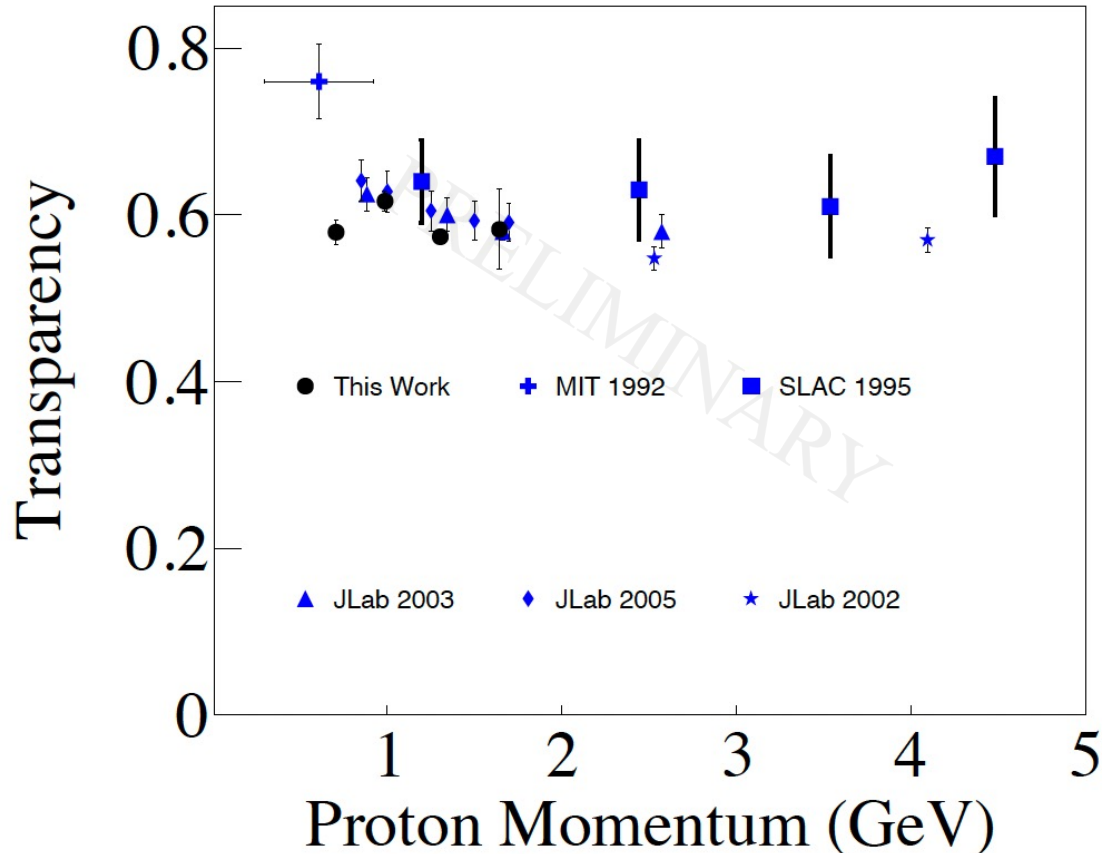 0.8
0.6
0.4
0.2
0
Transparency
PRELIMINARY
This Work MIT 1992 SLAC 1995
JLab 2003 JLab 2005 JLab 2002
1 2 3 4 5
Proton Momentum (GeV)